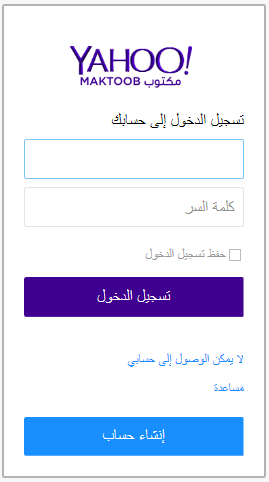 YAHOO!
MAKTOOB مكتوب
تسجيل الدخول إلى حسابك
كلمة السر
حفظ تسجيل الدخول
تسجيل الدخول
لا يمكن الوصول إلى حسابي
مساعدة
إنشاء حساب